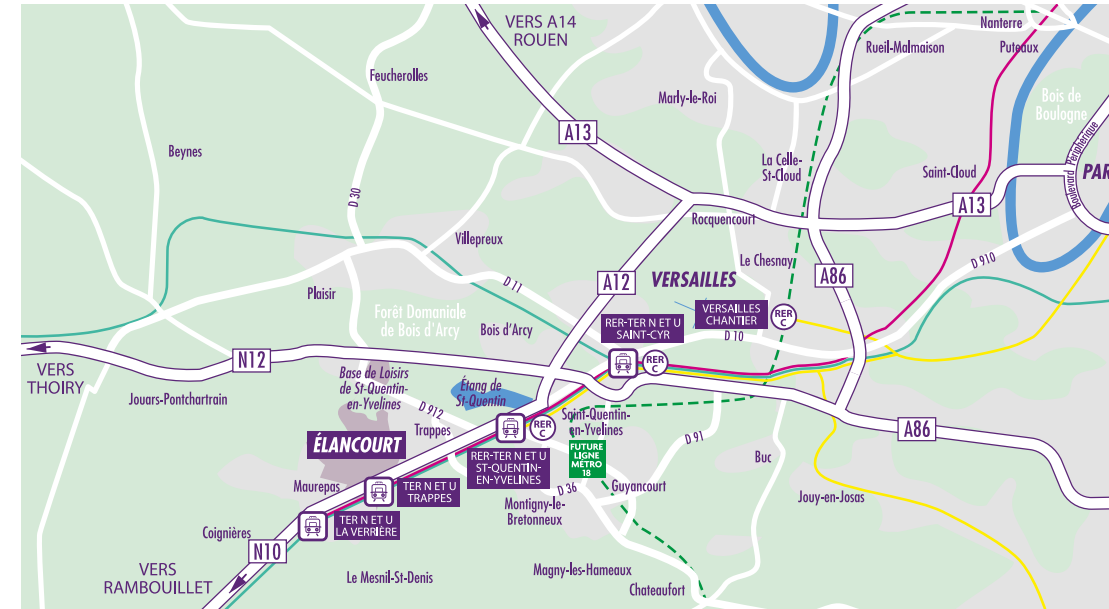 VERS A14
ROUEN
Nanterre
Rueil-Malmaison
Puteaux
Feucherolles
Marly-le-Roi
Bois de
Boulogne
A13
Beynes
La Celle-
St-Cloud
Saint-Cloud
Boulevard Périphérique
PAR
D 30
A13
Rocquencourt
Villepreux
Le Chesnay
D 910
D 11
A12
VERSAILLES
A86
Plaisir
Forêt Domaniale
de Bois d'Arcy
Bois d'Arcy
RER-TER N ET U
SAINT-CYR
VERSAILLES
CHANTIER
RER
C
D 10
RER
C
VERS
THOIRY
N12
Base de Loisirs
de St-Quentin-
en-Yvelines
Étang de
St-Quentin
Jouars-Pontchartrain
D 912
Trappes
RER
C
Saint-Quentin-
en-Yvelines
A86
ÉLANCOURT
RER-TER N ET U
ST-QUENTIN-
EN-YVELINES
FUTURE
LIGNE
MÉTRO
18
D 91
Buc
Maurepas
TER N ET U
TRAPPES
D 36
Guyancourt
Jouy-en-Josas
Montigny-le-
Bretonneux
Coignières
TER N ET U
LA VERRIÈRE
N10
VERS
RAMBOUILLET
Le Mesnil-St-Denis
Magny-les-Hameaux
Chateaufort